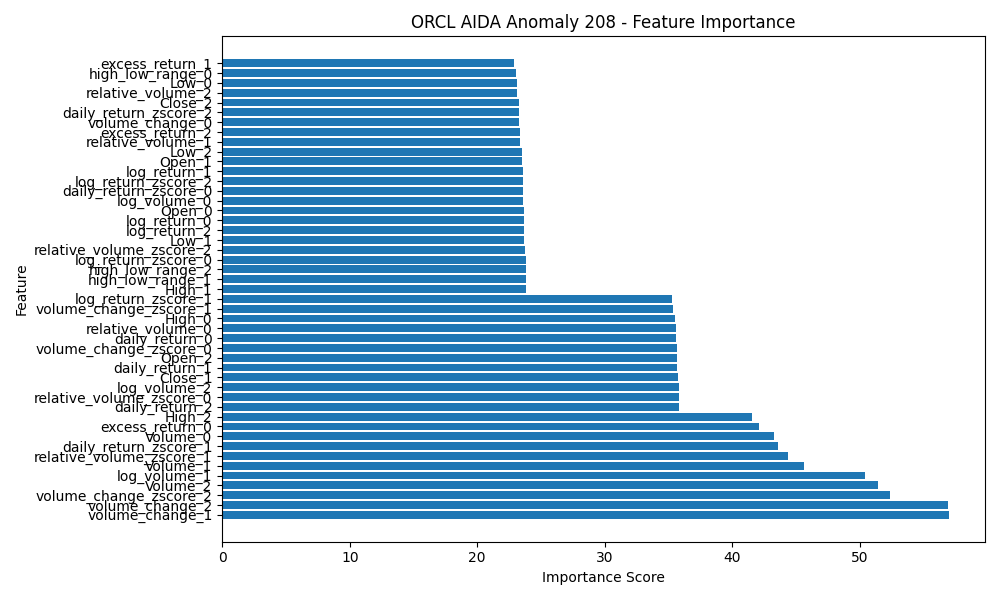 ORCL AIDA Anomaly 208 - Feature Importance
excess_return_1
high_low_range_0
Low_0
relative_volume_2
Close_2
daily_return_zscore_2
volume_change_0
excess_return_2
relative_volume_1
Low_2
Open_1
log_return_1
log_return_zscore_2
daily_return_zscore_0
log_volume_0
Open_0
log_return_0
log_return_2
Low_1
relative_volume_zscore_2
log_return_zscore_0
high_low_range_2
high_low_range_1
High_1
log_return_zscore_1
volume_change_zscore_1
High_0
relative_volume_0
daily_return_0
volume_change_zscore_0
Open_2
daily_return_1
Close_1
log_volume_2
relative_volume_zscore_0
daily_return_2
High_2
excess_return_0
Volume_0
daily_return_zscore_1
relative_volume_zscore_1
Volume_1
log_volume_1
Volume_2
volume_change_zscore_2
volume_change_2
volume_change_1
Feature
0 10 20 30 40 50
Importance Score